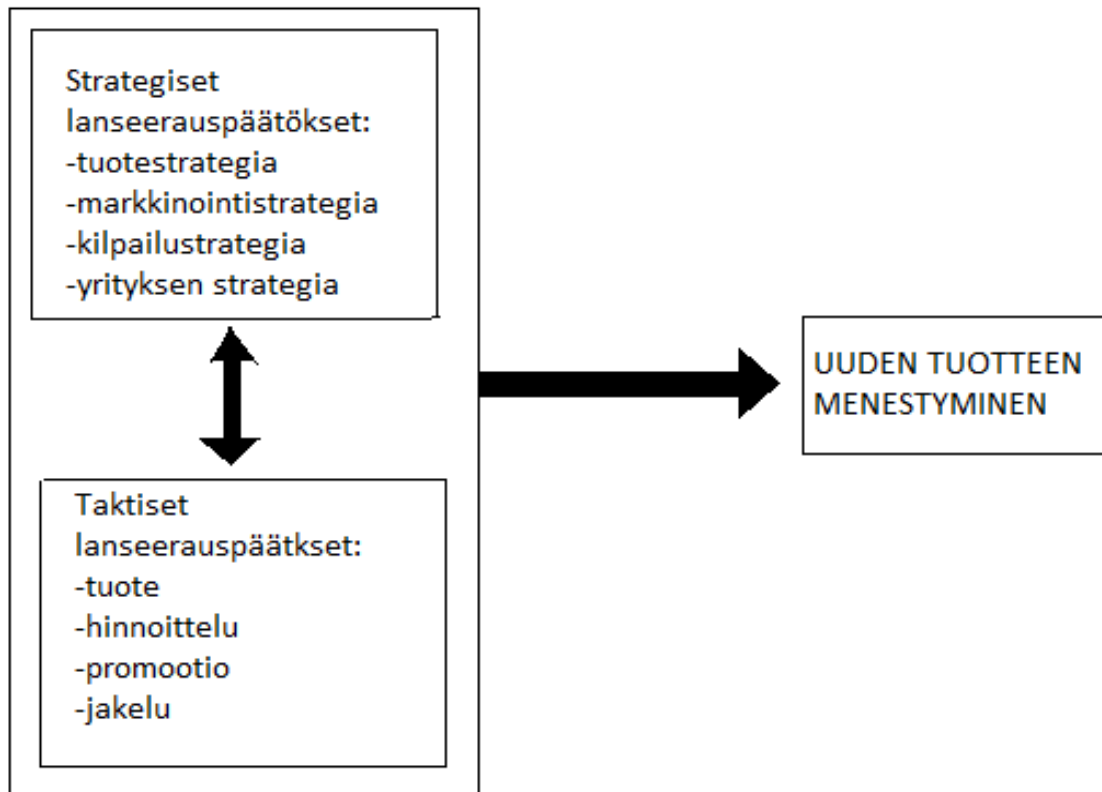 Strategiset
lanseerauspäätökset:
-tuotestrategia
-markkinointistrategia
-kilpailustrategia
-yrityksen strategia
UUDEN TUOTTEEN
MENESTYMINEN
Taktiset
lanseerauspäätkset:
-tuote
-hinnoittelu
-promootio
-jakelu